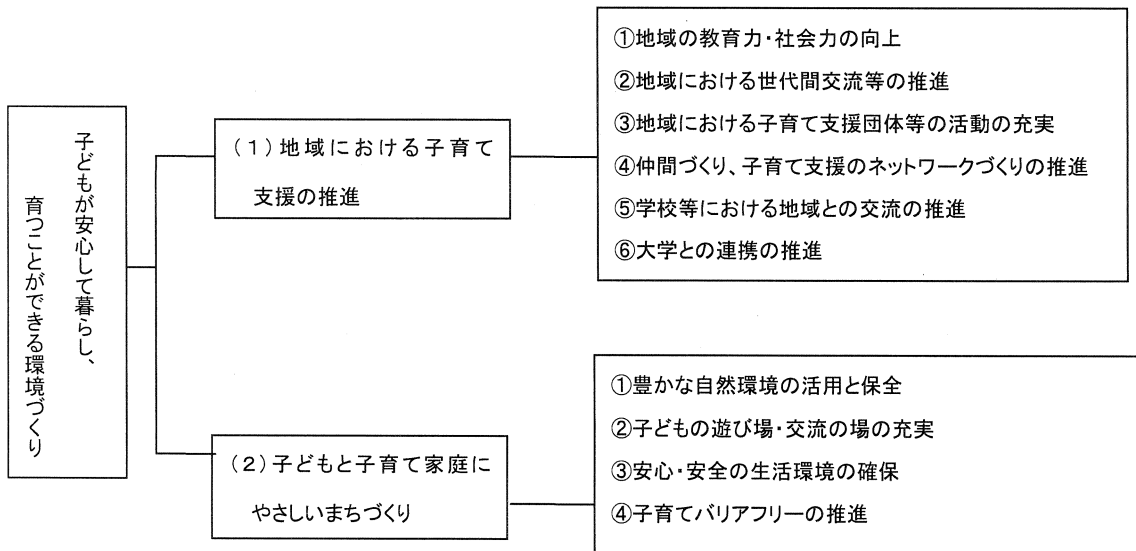 子どもが安心して暮らし、
育つことができる環境づくり
(1)地域における子育て
支援の推進
①地域の教育力・社会力の向上
②地域における世代間交流等の推進
③地域における子育て支援団体等の活動の充実
④仲間づくり、子育て支援のネットワークづくりの推進
⑤学校等における地域との交流の推進
⑥大学との連携の推進
(2)子どもと子育て家庭に
やさしいまちづくり
①豊かな自然環境の活用と保全
②子どもの遊び場・交流の場の充実
③安心・安全の生活環境の確保
④子育てバリアフリーの推進